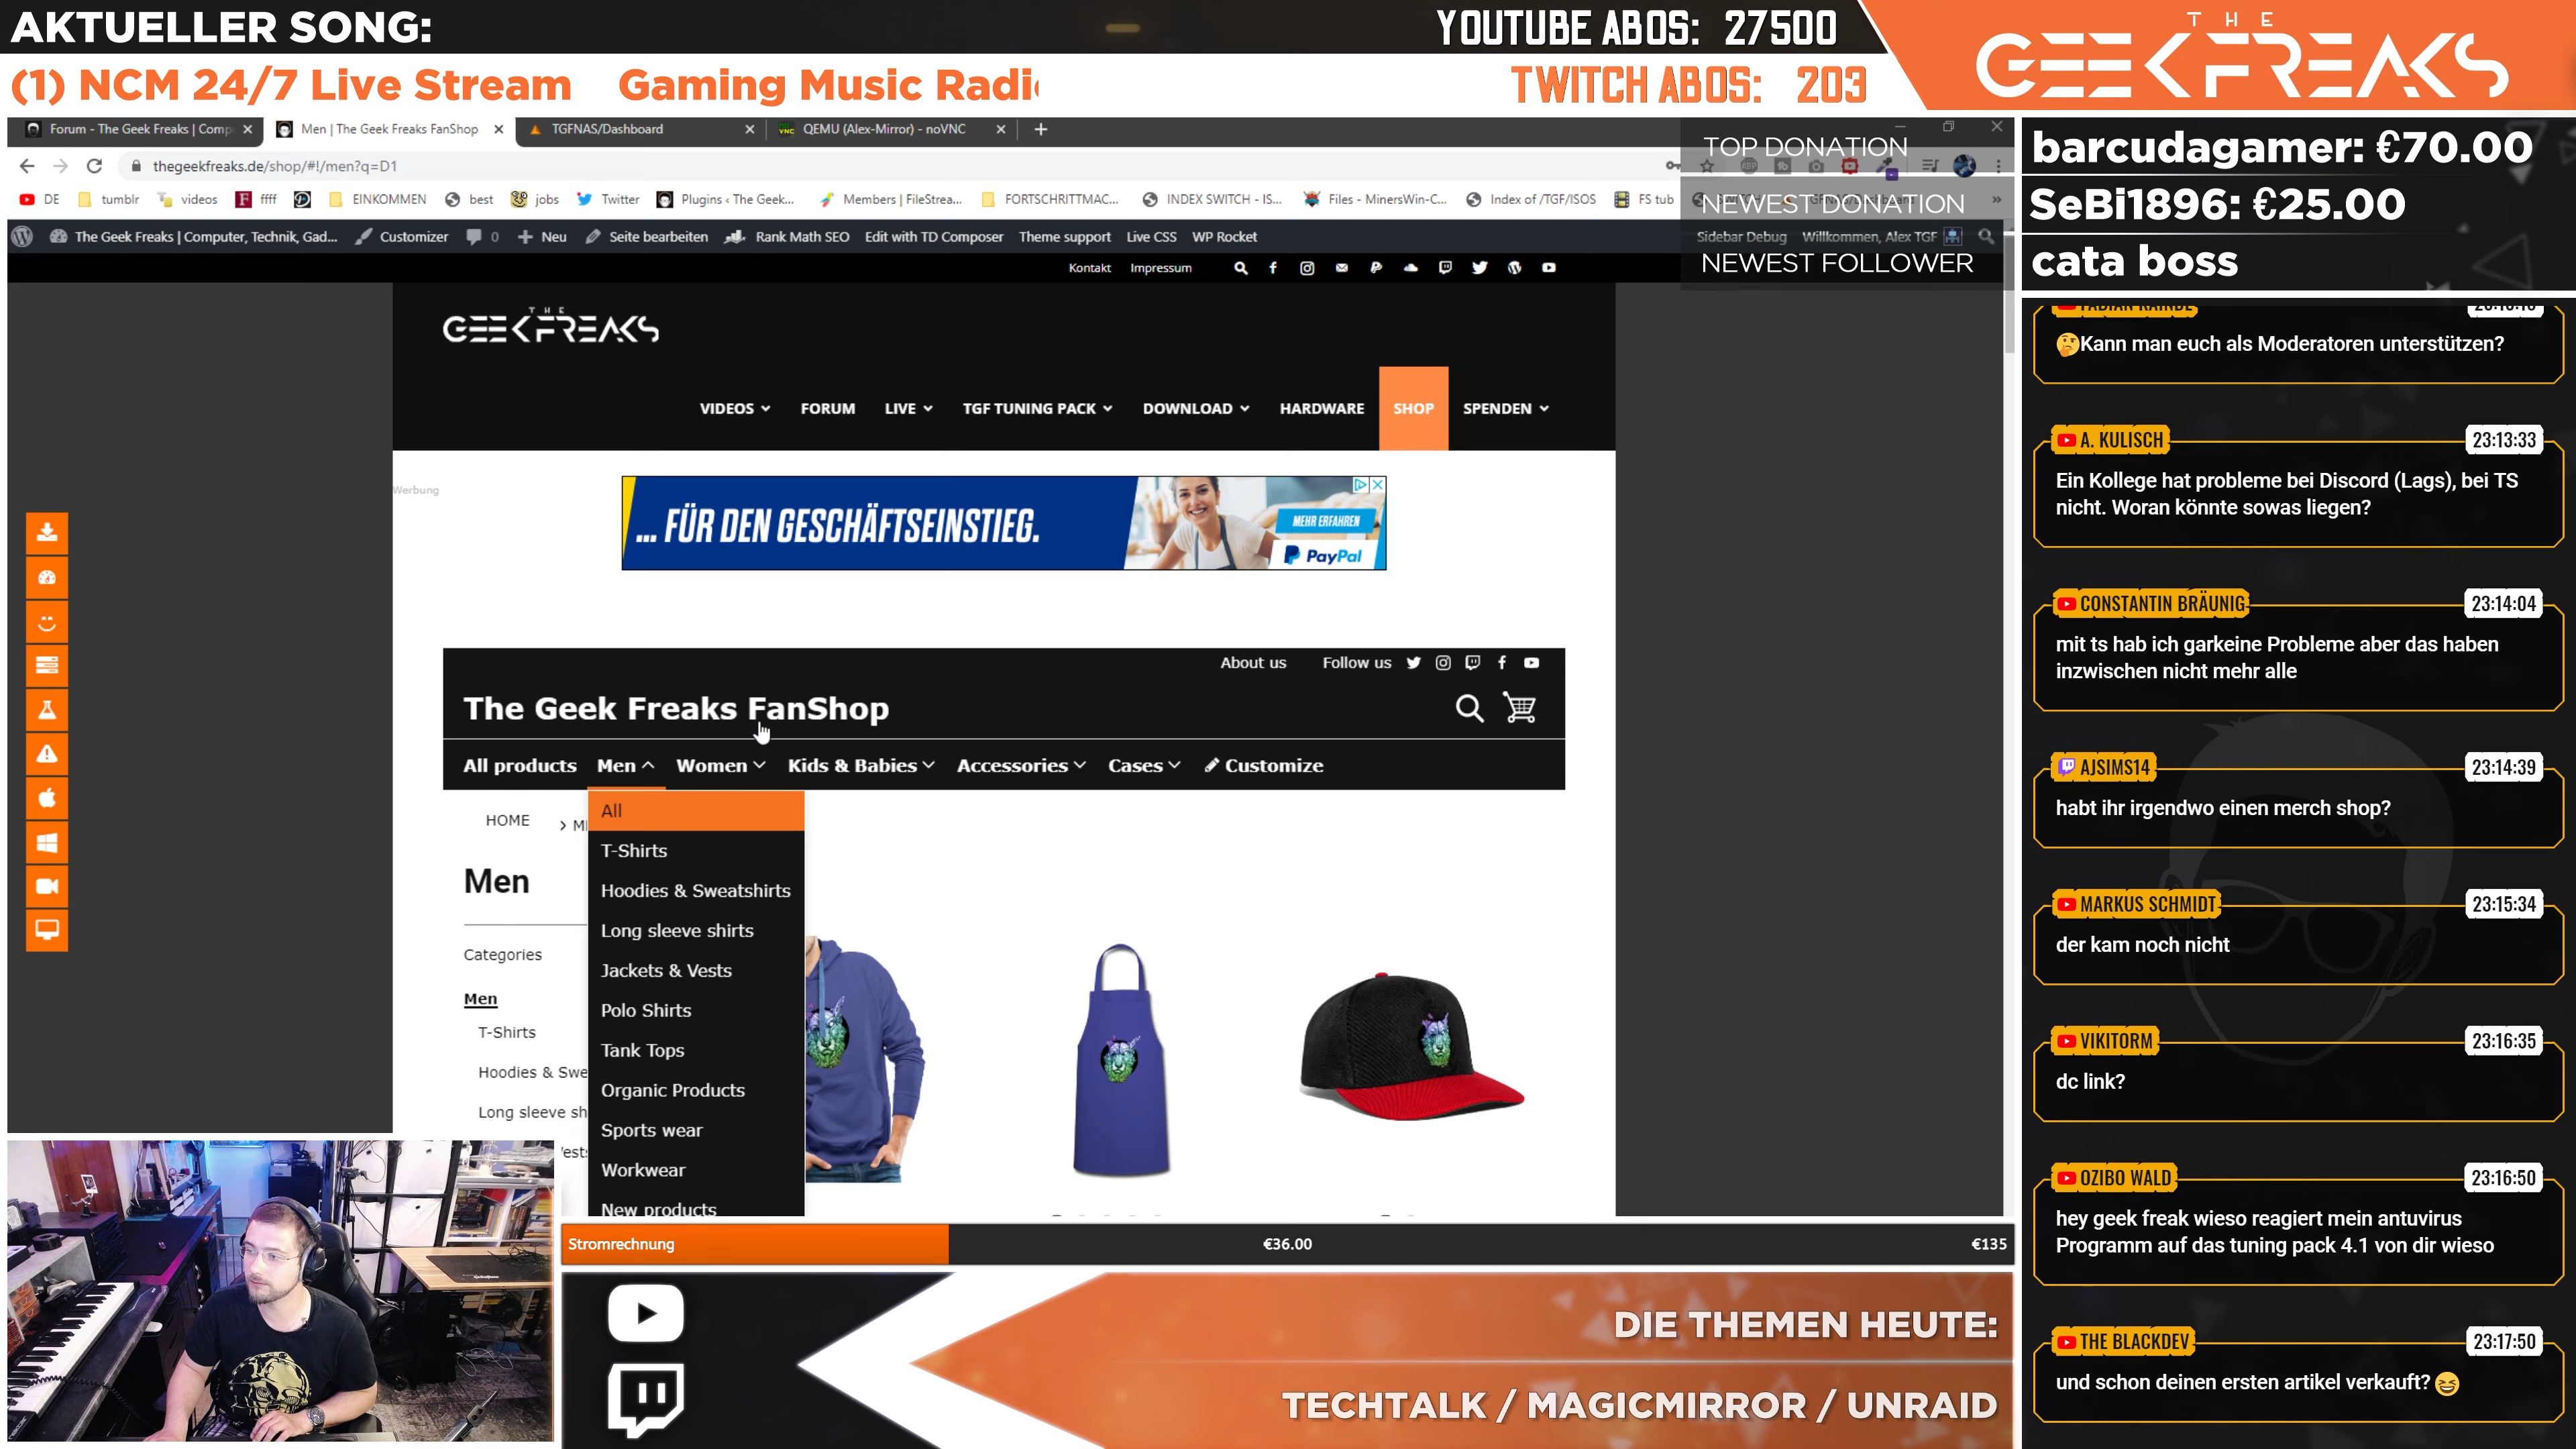 AKTUELLER SONG:
(1) NCM 24/7 Live Stream Gaming Music Radi
YOUTUBE ABOS: 27500
TWITCH ABOS: 203
THE
GEEKFREAKS
Forum - The Geek Freaks | Comp
Men | The Geek Freaks FanShop
TGFNAS/Dashboard
QEMU (Alex-Mirror) - noVNC
thegeekfreaks.de/shop/#!/men?q=D1
DE tumblr videos ffff EINKOMMEN best jobs Twitter Plugins ‹ The Geek... Members | FileStrea... FORTSCHRITTMAC... INDEX SWITCH - IS... Files - MinersWin-C... Index of /TGF/ISOS FS tub
The Geek Freaks | Computer, Technik, Gad... Customizer 0 Neu Seite bearbeiten Rank Math SEO Edit with TD Composer Theme support Live CSS WP Rocket
Sidebar Debug Willkommen, Alex TGF
Kontakt Impressum
TOP DONATION
NEWEST DONATION
NEWEST FOLLOWER
barcudagamer: €70.00
SeBi1896: €25.00
cata boss
THE
GEEKFREAKS
VIDEOS FORUM LIVE TGF TUNING PACK DOWNLOAD HARDWARE SHOP SPENDEN
Werbung
... FÜR DEN GESCHÄFTSEINSTIEG.
MEHR ERFAHREN
PayPal
About us Follow us
The Geek Freaks FanShop
All products Men Women Kids & Babies Accessories Cases Customize
HOME
Men
Categories
Men
T-Shirts
Hoodies & Swe
Long sleeve sh
All
T-Shirts
Hoodies & Sweatshirts
Long sleeve shirts
Jackets & Vests
Polo Shirts
Tank Tops
Organic Products
Sports wear
Workwear
New products
Stromrechnung €36.00 €135
DIE THEMEN HEUTE:
TECHTALK / MAGICMIRROR / UNRAID
Kann man euch als Moderatoren unterstützen?
A. KULISCH 23:13:33
Ein Kollege hat probleme bei Discord (Lags), bei TS
nicht. Woran könnte sowas liegen?
CONSTANTIN BRÄUNIG 23:14:04
mit ts hab ich garkeine Probleme aber das haben
inzwischen nicht mehr alle
AJSIMS14 23:14:39
habt ihr irgendwo einen merch shop?
MARKUS SCHMIDT 23:15:34
der kam noch nicht
VIKITORM 23:16:35
dc link?
OZIBO WALD 23:16:50
hey geek freak wieso reagiert mein antuvirus
Programm auf das tuning pack 4.1 von dir wieso
THE BLACKDEV 23:17:50
und schon deinen ersten artikel verkauft?